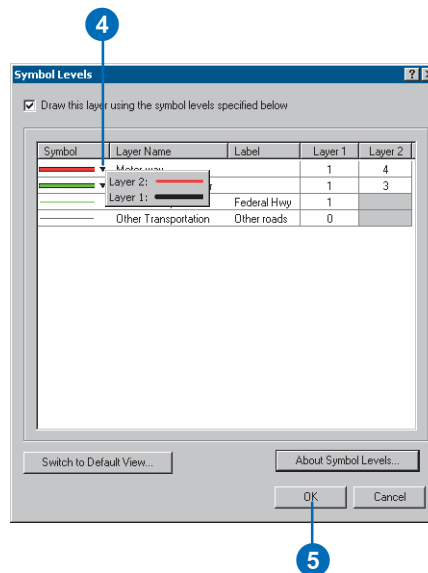 4
Symbol Levels
Draw this layer using the symbol levels specified below
Symbol Layer Name Label Layer 1 Layer 2
Motor way 1 4
Layer 2:
1 3
Layer 1:
Federal Hwy 1
Other Transportation Other roads 0
Switch to Default View...
About Symbol Levels...
OK
Cancel
5